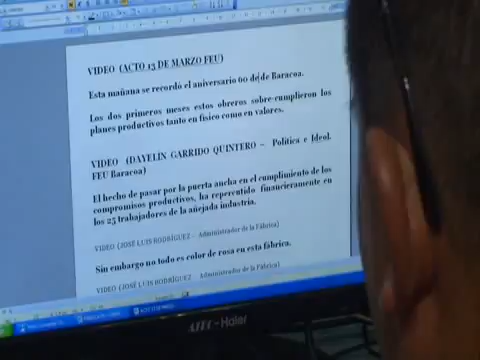 VIDEO (ACTO 13 DE MARZO FEU)
Esta mañana se recordó el aniversario 60 de de Baracoa.
Los dos primeros meses estos obreros sobre-cumplieron los
planes productivos tanto en físico como en valores.
VIDEO (DAYELÍN GARRIDO QUINTERO – Política e Ideol.
FEU Baracoa)
El hecho de pasar por la puerta ancha en el cumplimiento de los
compromisos productivos, ha repercutido financieramente en
los 25 trabajadores de la añejada industria.
VIDEO (JOSÉ LUIS RODRÍGUEZ – Administrador de la Fábrica)
Sin embargo no todo es color de rosa en esta fábrica.
VIDEO (JOSÉ LUIS RODRÍGUEZ – Administrador de la Fábrica)
ATEC-Haier